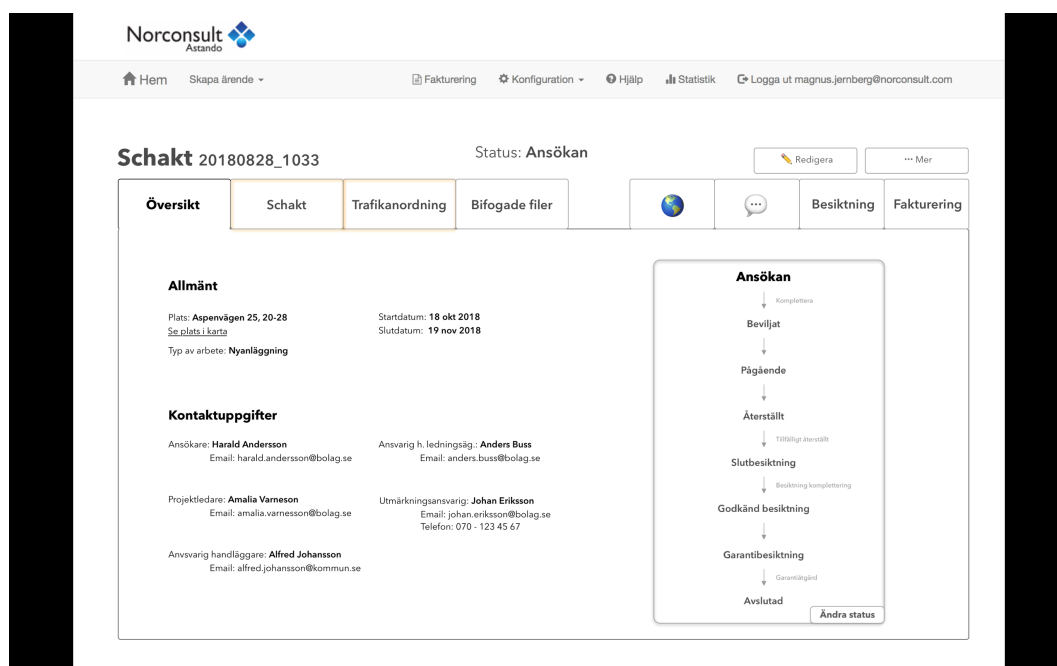 Norconsult
Astando
Hem Skapa ärende Fakturering Konfiguration Hjälp Statistik Logga ut magnus.jernberg@norconsult.com
Schakt 20180828_1033
Status: Ansökan
Redigera
··· Mer
Översikt Schakt Trafikanordning Bifogade filer Besiktning Fakturering
Allmänt
Plats: Aspenvägen 25, 20-28
Se plats i karta
Typ av arbete: Nyanläggning
Startdatum: 18 okt 2018
Slutdatum: 19 nov 2018
Kontaktuppgifter
Ansökare: Harald Andersson
Email: harald.andersson@bolag.se
Ansvarig h. ledningsäg.: Anders Buss
Email: anders.buss@bolag.se
Projektledare: Amalia Varneson
Email: amalia.varnesson@bolag.se
Utmärkningsansvarig: Johan Eriksson
Email: johan.eriksson@bolag.se
Telefon: 070 - 123 45 67
Anvsvarig handläggare: Alfred Johansson
Email: alfred.johansson@kommun.se
Ansökan
Komplettera
Beviljat
Pågående
Återställt
Tillfälligt återställt
Slutbesiktning
Besiktning komplettering
Godkänd besiktning
Garantibesiktning
Garantiåtgärd
Avslutad
Ändra status